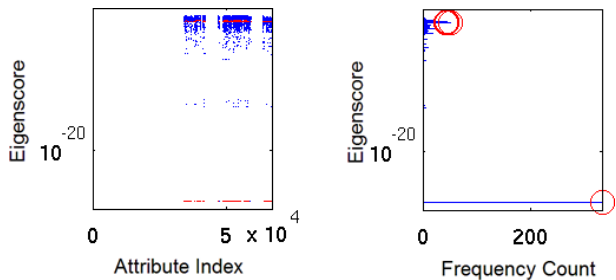 Eigenscore
10 -20
0
5
x 10 4
Attribute Index
Eigenscore
10 -20
0
200
Frequency Count